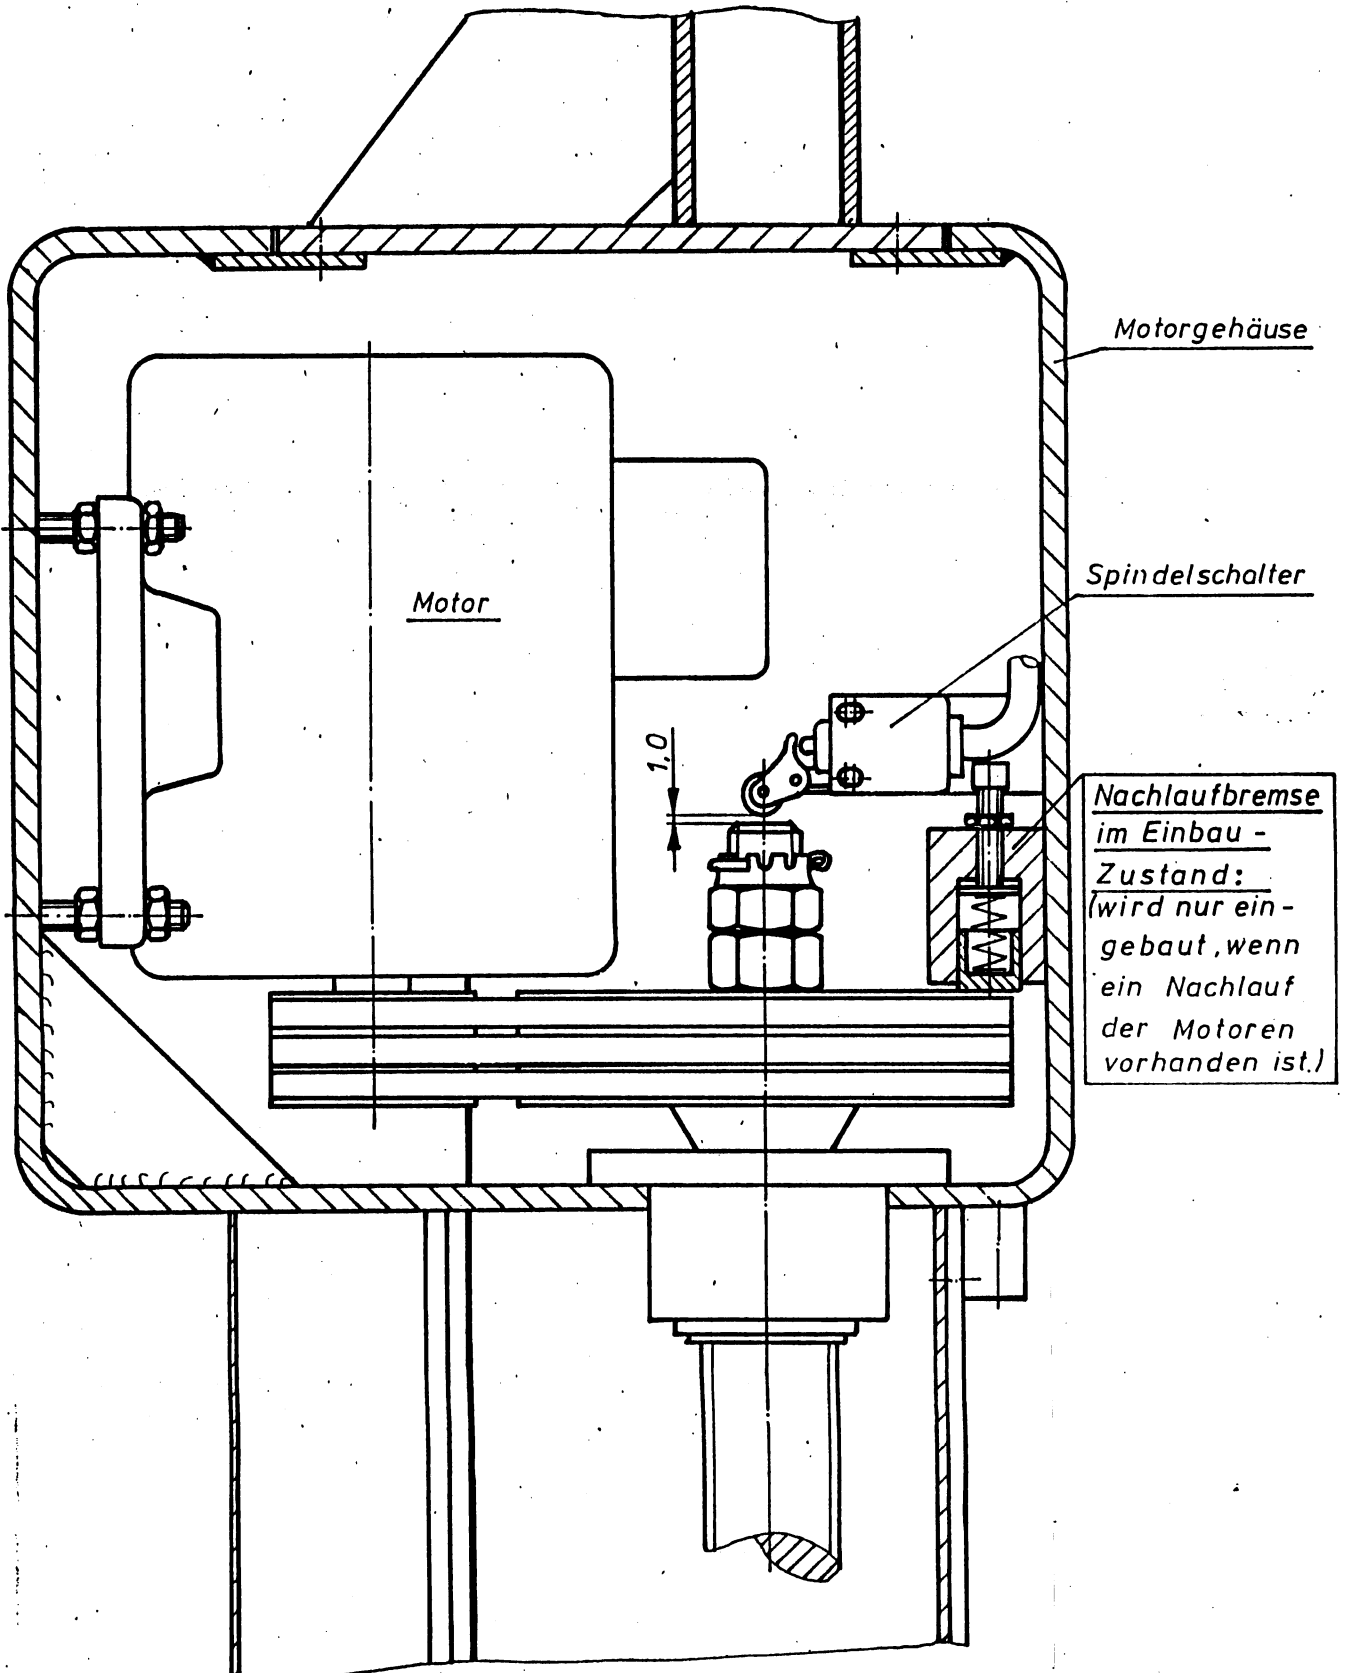 Motorgehäuse
Spindelschalter
Motor
1,0
Nachlaufbremse
im Einbau-
Zustand:
(wird nur ein-
gebaut, wenn
ein Nachlauf
der Motoren
vorhanden ist.)